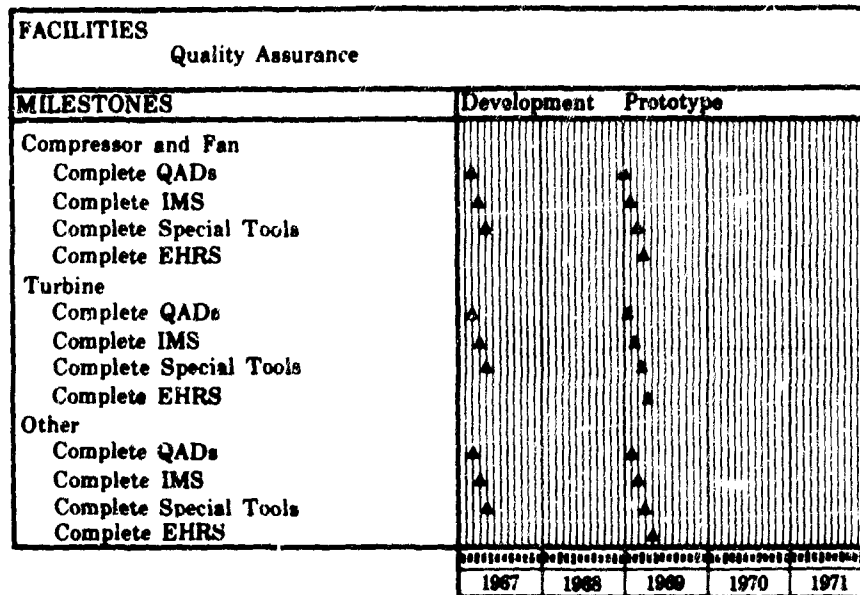 FACILITIES
Quality Assurance
MILESTONES Development Prototype
Compressor and Fan
Complete QADs
Complete IMS
Complete Special Tools
Complete EHRS
Turbine
Complete QADs
Complete IMS
Complete Special Tools
Complete EHRS
Other
Complete QADs
Complete IMS
Complete Special Tools
Complete EHRS
1967 1968 1969 1970 1971